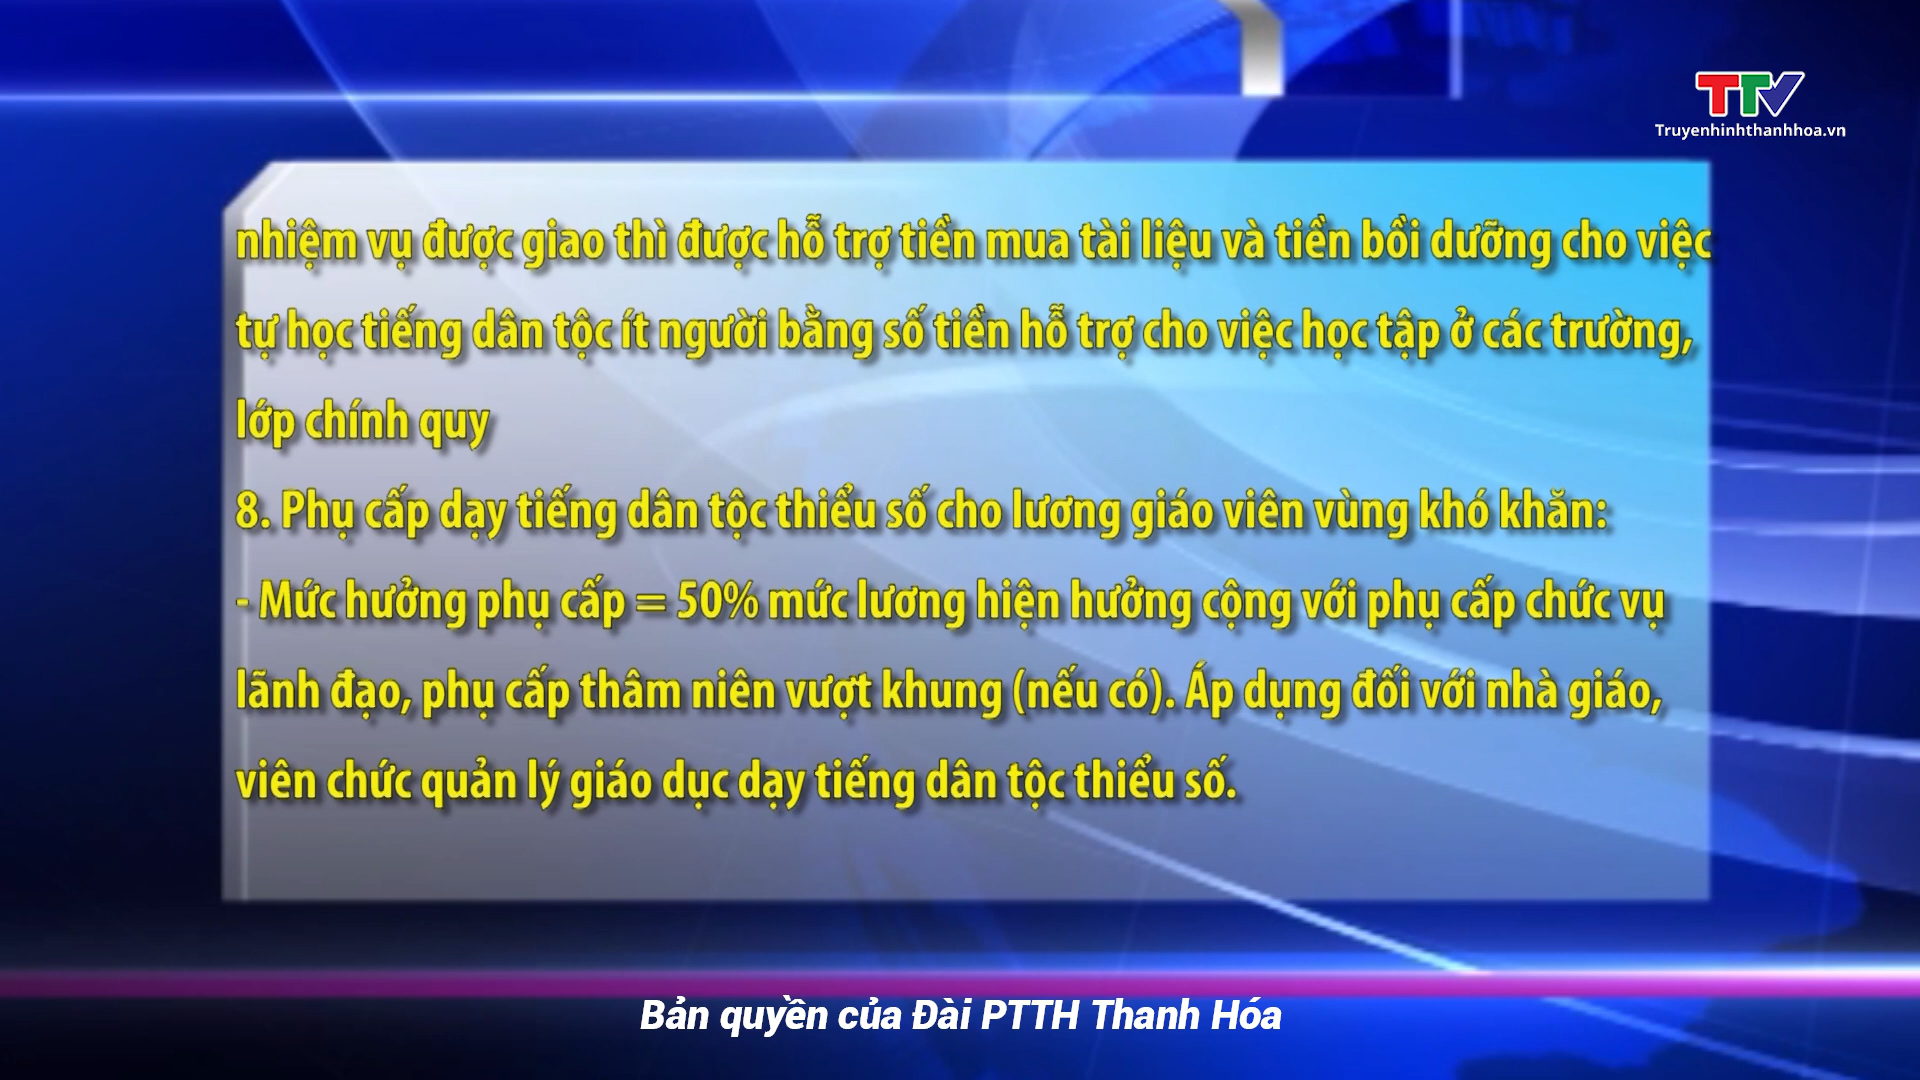 TTV
Truyenhinhthanhhoa.vn
nhiệm vụ được giao thì được hỗ trợ tiền mua tài liệu và tiền bồi dưỡng cho việc
tự học tiếng dân tộc ít người bằng số tiền hỗ trợ cho việc học tập ở các trường,
lớp chính quy
8. Phụ cấp dạy tiếng dân tộc thiểu số cho lương giáo viên vùng khó khăn:
- Mức hưởng phụ cấp = 50% mức lương hiện hưởng cộng với phụ cấp chức vụ
lãnh đạo, phụ cấp thâm niên vượt khung (nếu có). Áp dụng đối với nhà giáo,
viên chức quản lý giáo dục dạy tiếng dân tộc thiểu số.
Bản quyền của Đài PTTH Thanh Hóa